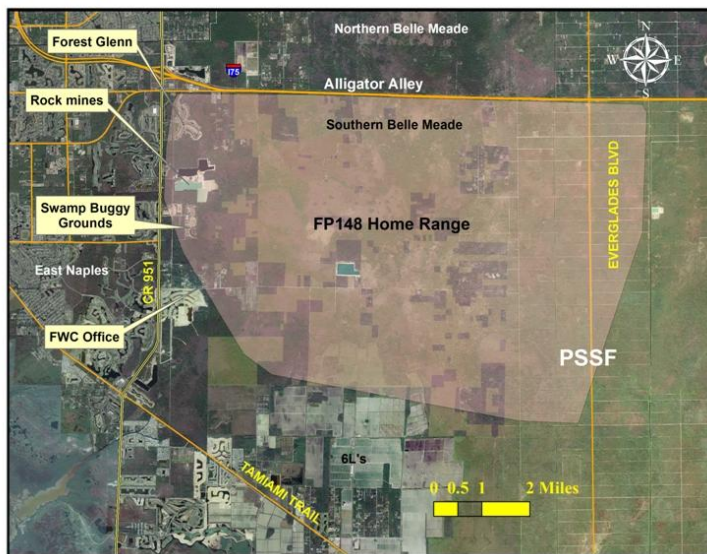 Northern Belle Meade
N
W
E
S
Forest Glenn
I75
Alligator Alley
Rock mines
Southern Belle Meade
EVERGLADES BLVD
Swamp Buggy
Grounds
FP148 Home Range
East Naples
CR 951
FWC Office
PSSF
6L's
TAMIAMI TRAIL
0 0.5 1 2 Miles